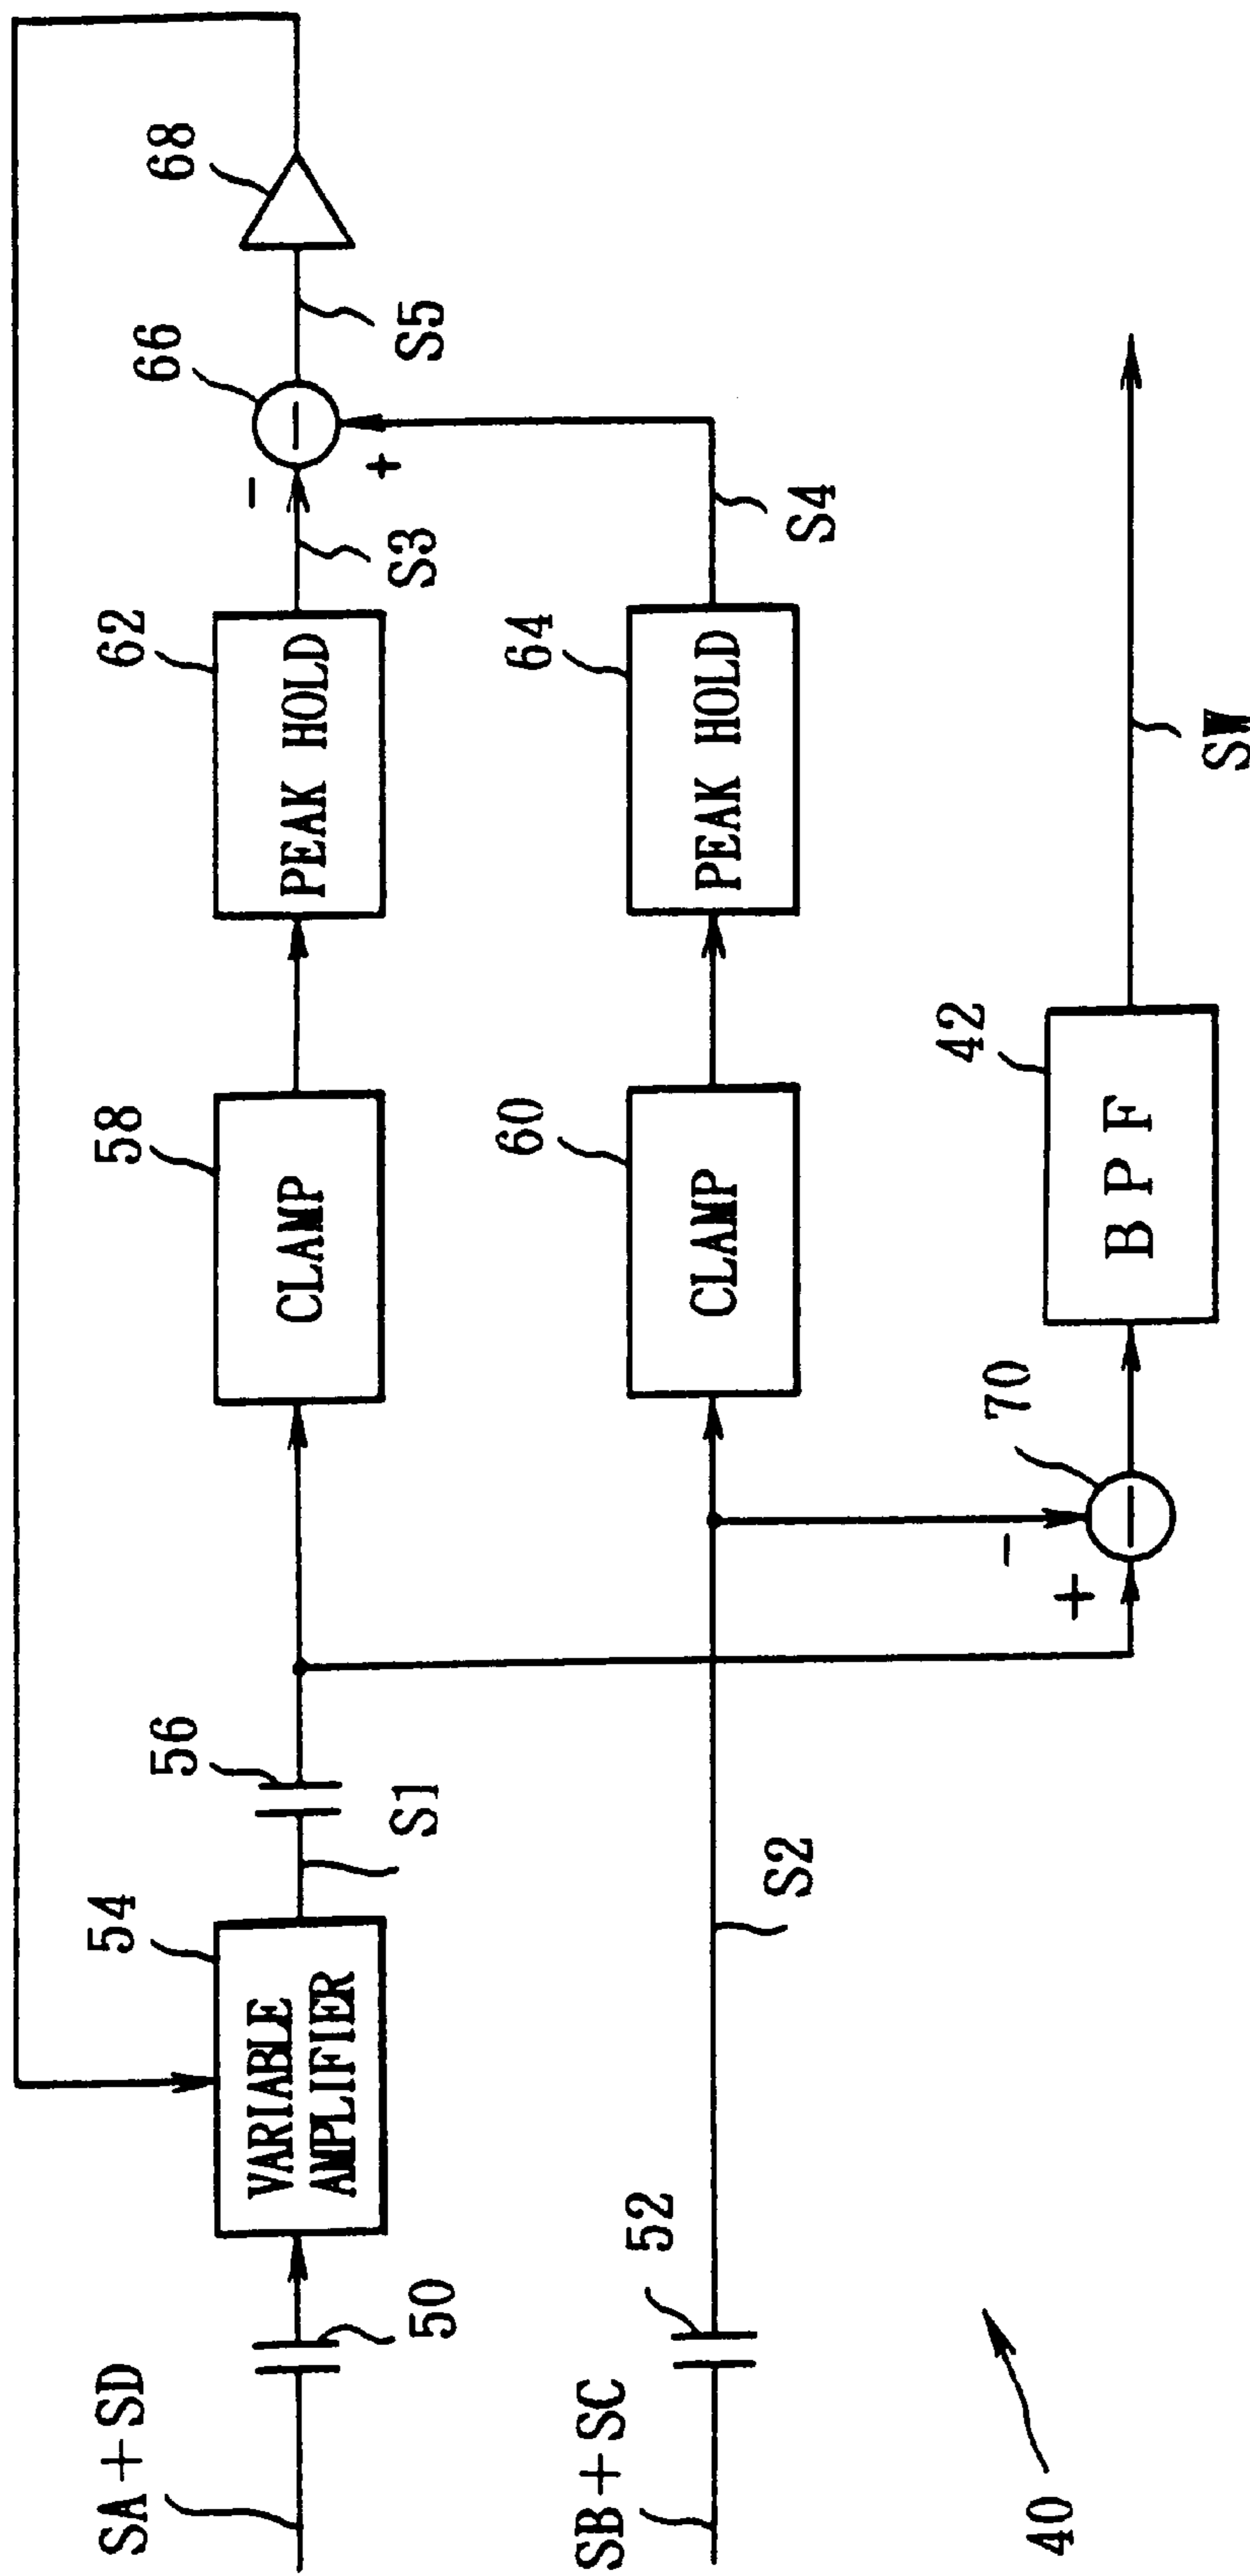 68
66
S5
62
PEAK HOLD
S3
58
CLAMP
56
S1
54
VARIABLE
AMPLIFIER
50
SA+SD
-
+
S4
64
PEAK HOLD
60
CLAMP
S2
52
SB+SC
SW
42
BPF
70
-
+
40